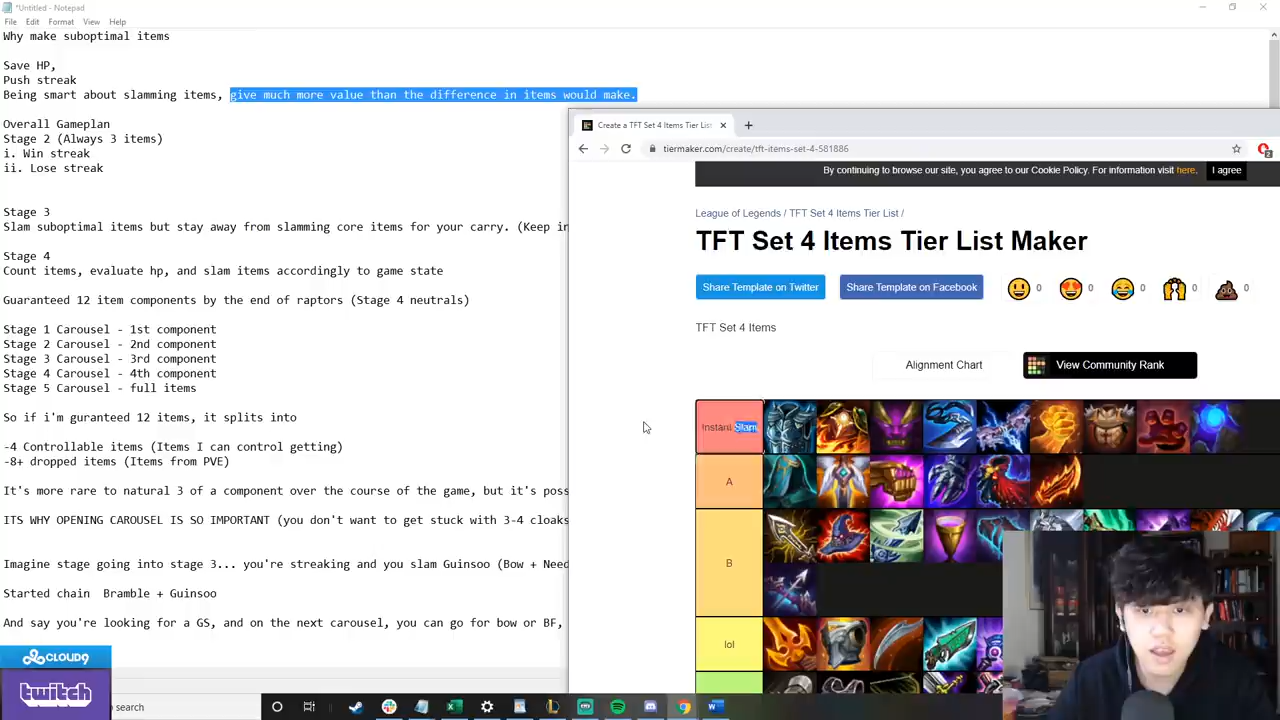 *Untitled - Notepad
File Edit Format View Help
Why make suboptimal items
Save HP,
Push streak
Being smart about slamming items, give much more value than the difference in items would make.
Overall Gameplan
Stage 2 (Always 3 items)
i. Win streak
ii. Lose streak
Stage 3
Slam suboptimal items but stay away from slamming core items for your carry. (Keep in
Stage 4
Count items, evaluate hp, and slam items accordingly to game state
Guaranteed 12 item components by the end of raptors (Stage 4 neutrals)
Stage 1 Carousel - 1st component
Stage 2 Carousel - 2nd component
Stage 3 Carousel - 3rd component
Stage 4 Carousel - 4th component
Stage 5 Carousel - full items
So if i'm guranteed 12 items, it splits into
-4 Controllable items (Items I can control getting)
-8+ dropped items (Items from PVE)
It's more rare to natural 3 of a component over the course of the game, but it's poss
ITS WHY OPENING CAROUSEL IS SO IMPORTANT (you don't want to get stuck with 3-4 cloaks
Imagine stage going into stage 3... you're streaking and you slam Guinsoo (Bow + Need
Started chain Bramble + Guinsoo
And say you're looking for a GS, and on the next carousel, you can go for bow or BF,
CLOUD9
twitch
search
Create a TFT Set 4 Items Tier List
tiermaker.com/create/tft-items-set-4-581886
2
By continuing to browse our site, you agree to our Cookie Policy. For information visit here.
I agree
League of Legends / TFT Set 4 Items Tier List /
TFT Set 4 Items Tier List Maker
Share Template on Twitter
Share Template on Facebook
0 0 0 0 0
TFT Set 4 Items
Alignment Chart
View Community Rank
Instant Slam
A
B
lol